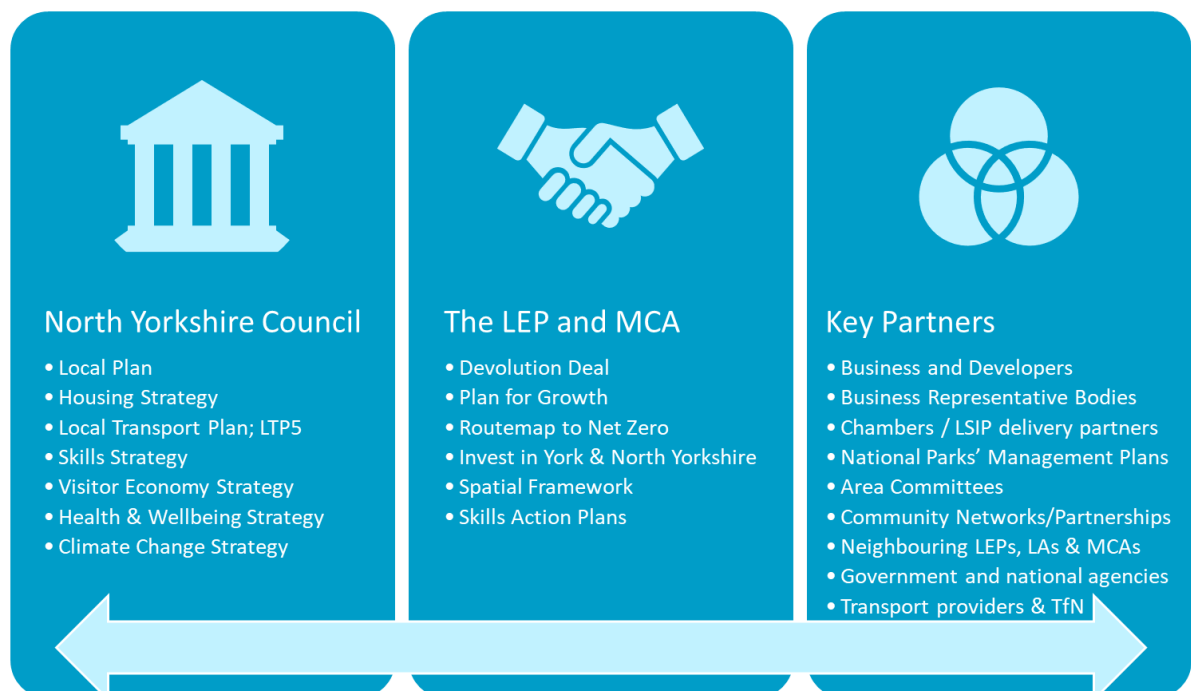 North Yorkshire Council
• Local Plan
• Housing Strategy
• Local Transport Plan; LTP5
• Skills Strategy
• Visitor Economy Strategy
• Health & Wellbeing Strategy
• Climate Change Strategy
The LEP and MCA
• Devolution Deal
• Plan for Growth
• Routemap to Net Zero
• Invest in York & North Yorkshire
• Spatial Framework
• Skills Action Plans
Key Partners
• Business and Developers
• Business Representative Bodies
• Chambers / LSIP delivery partners
• National Parks’ Management Plans
• Area Committees
• Community Networks/Partnerships
• Neighbouring LEPs, LAs & MCAs
• Government and national agencies
• Transport providers & TfN